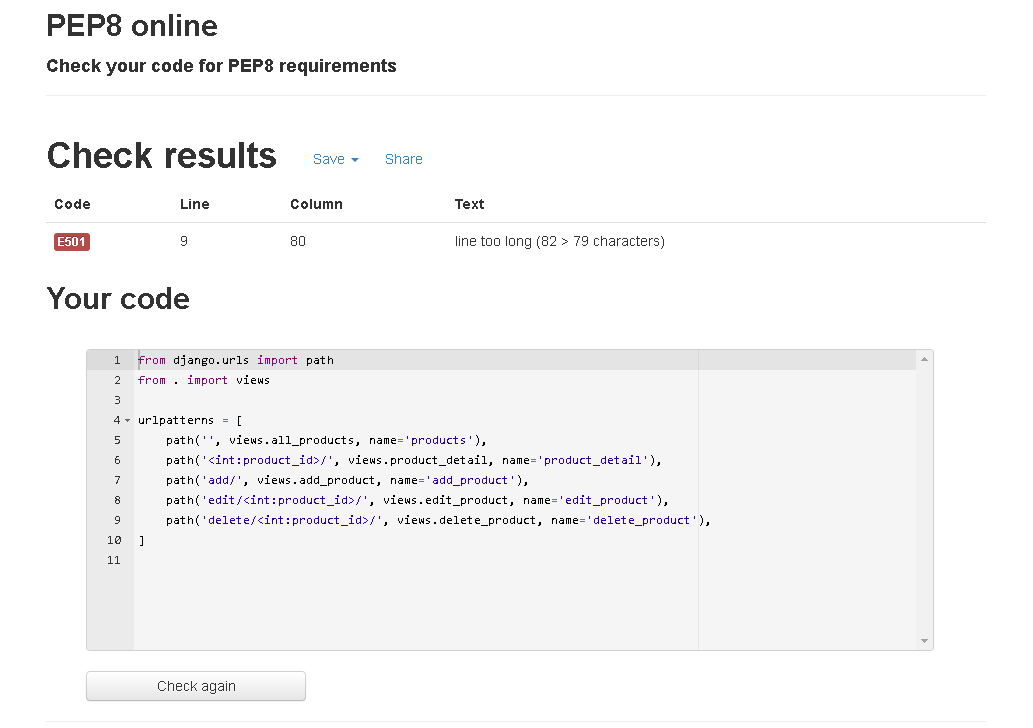 PEP8 online
Check your code for PEP8 requirements
Check results Save Share
Code Line Column Text
E501 9 80 line too long (82 > 79 characters)
Your code
1 from django.urls import path
2 from . import views
3
4 urlpatterns = [
5     path('', views.all_products, name='products'),
6     path('<int:product_id>/', views.product_detail, name='product_detail'),
7     path('add/', views.add_product, name='add_product'),
8     path('edit/<int:product_id>/', views.edit_product, name='edit_product'),
9     path('delete/<int:product_id>/', views.delete_product, name='delete_product'),
10 ]
11
Check again